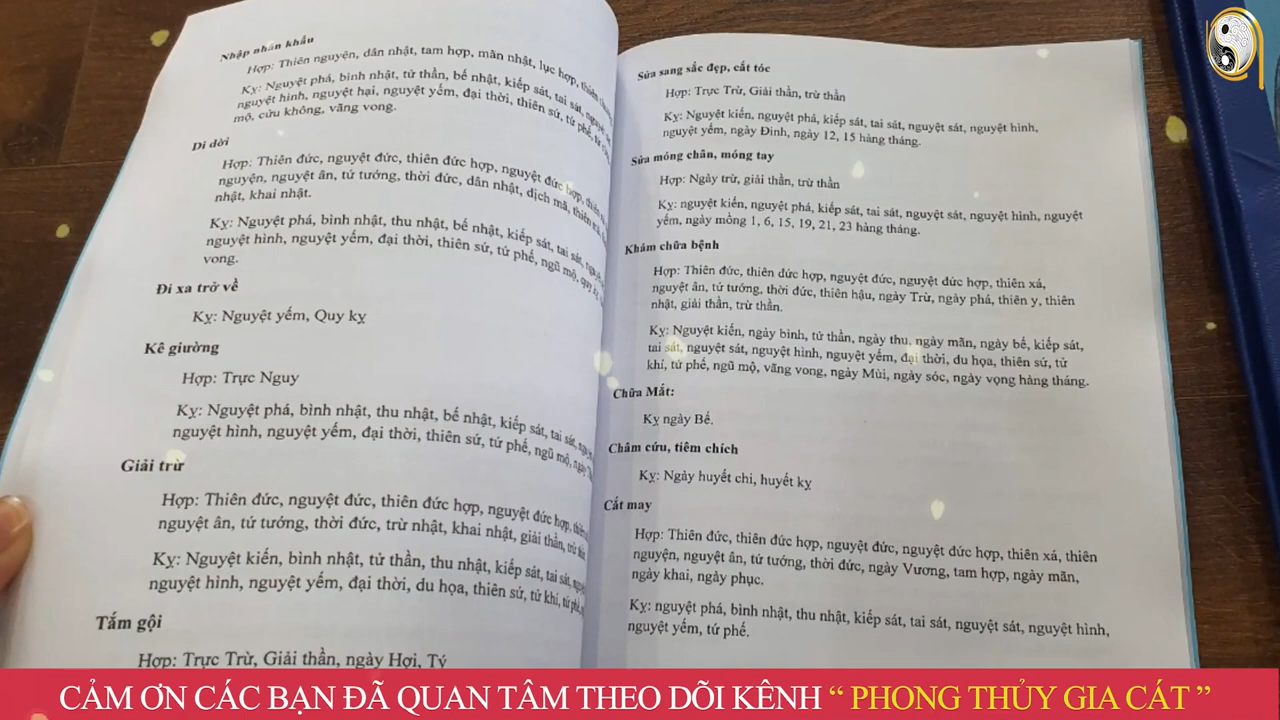 Nhập nhân khẩu
Hợp: Thiên nguyện, dân nhật, tam hợp, mãn nhật, lục hợp, thiên
Kỵ: Nguyệt phá, bình nhật, tử thần, bế nhật, kiếp sát, tai sát,
nguyệt hình, nguyệt hại, nguyệt yếm, đại thời, thiên sứ, tứ phế,
mộ, cửu không, vãng vong.
Di dời
Hợp: Thiên đức, nguyệt đức, thiên đức hợp, nguyệt đức hợp, thiên
nguyện, nguyệt ân, tứ tướng, thời đức, dân nhật, dịch mã, thiên
nhật, khai nhật.
Kỵ: Nguyệt phá, bình nhật, thu nhật, bế nhật, kiếp sát, tai sát,
nguyệt hình, nguyệt yếm, đại thời, thiên sứ, tứ phế, ngũ mộ, quy kỵ,
vong.
Đi xa trở về
Kỵ: Nguyệt yếm, Quy kỵ
Kê giường
Hợp: Trực Nguy
Kỵ: Nguyệt phá, bình nhật, thu nhật, bế nhật, kiếp sát, tai sát,
nguyệt hình, nguyệt yếm, đại thời, thiên sứ, tứ phế, ngũ mộ, ngày
Giải trừ
Hợp: Thiên đức, nguyệt đức, thiên đức hợp, nguyệt đức hợp,
nguyệt ân, tứ tướng, thời đức, trừ nhật, khai nhật, giải thần, trừ
Kỵ: Nguyệt kiến, bình nhật, tử thần, thu nhật, kiếp sát, tai sát,
nguyệt hình, nguyệt yếm, đại thời, du họa, thiên sứ, tử khí, tứ phế,
Tắm gội
Hợp: Trực Trừ, Giải thần, ngày Hợi, Tý
Sửa sang sắc đẹp, cắt tóc
Hợp: Trực Trừ, Giải thần, trừ thần
Kỵ: Nguyệt kiến, nguyệt phá, kiếp sát, tai sát, nguyệt sát, nguyệt hình,
nguyệt yếm, ngày Đinh, ngày 12, 15 hàng tháng.
Sửa móng chân, móng tay
Hợp: Ngày trừ, giải thần, trừ thần
Kỵ: nguyệt kiến, nguyệt phá, kiếp sát, tai sát, nguyệt sát, nguyệt hình, nguyệt
yếm, ngày mồng 1, 6, 15, 19, 21, 23 hàng tháng.
Khám chữa bệnh
Hợp: Thiên đức, thiên đức hợp, nguyệt đức, nguyệt đức hợp, thiên xá,
nguyệt ân, tứ tướng, thời đức, thiên hậu, ngày Trừ, ngày phá, thiên y, thiên
nhật, giải thần, trừ thần.
Kỵ: Nguyệt kiến, ngày bình, tử thần, ngày thu, ngày mãn, ngày bế, kiếp sát,
tai sát, nguyệt sát, nguyệt hình, nguyệt yếm, đại thời, du họa, thiên sứ, tử
khí, tứ phế, ngũ mộ, vãng vong, ngày Mùi, ngày sóc, ngày vọng hàng tháng.
Chữa Mắt:
Kỵ ngày Bế.
Châm cứu, tiêm chích
Kỵ: Ngày huyết chi, huyết kỵ
Cắt may
Hợp: Thiên đức, thiên đức hợp, nguyệt đức, nguyệt đức hợp, thiên xá, thiên
nguyện, nguyệt ân, tứ tướng, thời đức, ngày Vương, tam hợp, ngày mãn,
ngày khai, ngày phục.
Kỵ: nguyệt phá, bình nhật, thu nhật, kiếp sát, tai sát, nguyệt sát, nguyệt hình,
nguyệt yếm, tứ phế.
CẢM ƠN CÁC BẠN ĐÃ QUAN TÂM THEO DÕI KÊNH “ PHONG THỦY GIA CÁT ”